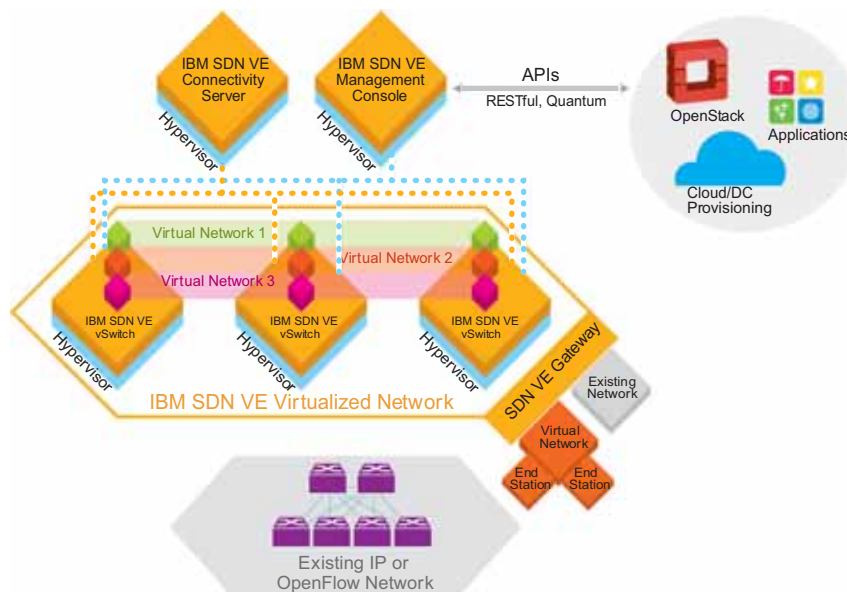 IBM SDN VE
Connectivity
Server
Hypervisor
IBM SDN VE
Management
Console
Hypervisor
APIs
RESTful, Quantum
OpenStack
Applications
Cloud/DC
Provisioning
Virtual Network 1
Virtual Network 2
Virtual Network 3
IBM SDN VE
vSwitch
Hypervisor
IBM SDN VE
vSwitch
Hypervisor
IBM SDN VE
vSwitch
Hypervisor
IBM SDN VE Virtualized Network
SDN VE Gateway
Existing
Network
Virtual
Network
End
Station
End
Station
Existing IP or
OpenFlow Network